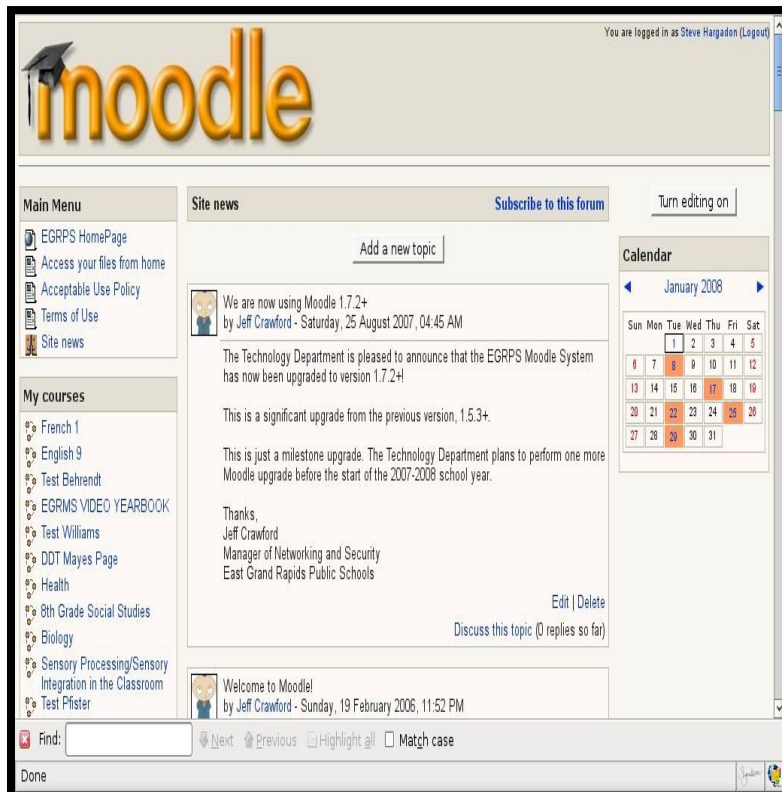 You are logged in as Steve Hargadon (Logout)
moodle
Main Menu
EGRPS HomePage
Access your files from home
Acceptable Use Policy
Terms of Use
Site news
My courses
French 1
English 9
Test Behrendt
EGRMS VIDEO YEARBOOK
Test Williams
DDT Mayes Page
Health
8th Grade Social Studies
Biology
Sensory Processing/Sensory
Integration in the Classroom
Test Pfister
Site news Subscribe to this forum
Add a new topic
We are now using Moodle 1.7.2+
by Jeff Crawford - Saturday, 25 August 2007, 04:45 AM
The Technology Department is pleased to announce that the EGRPS Moodle System
has now been upgraded to version 1.7.2+!
This is a significant upgrade from the previous version, 1.5.3+.
This is just a milestone upgrade. The Technology Department plans to perform one more
Moodle upgrade before the start of the 2007-2008 school year.
Thanks,
Jeff Crawford
Manager of Networking and Security
East Grand Rapids Public Schools
Edit | Delete
Discuss this topic (0 replies so far)
Welcome to Moodle!
by Jeff Crawford - Sunday, 19 February 2006, 11:52 PM
Turn editing on
Calendar
January 2008
Sun Mon Tue Wed Thu Fri Sat
1 2 3 4 5
6 7 8 9 10 11 12
13 14 15 16 17 18 19
20 21 22 23 24 25 26
27 28 29 30 31
Find: Next Previous Highlight all Match case
Done